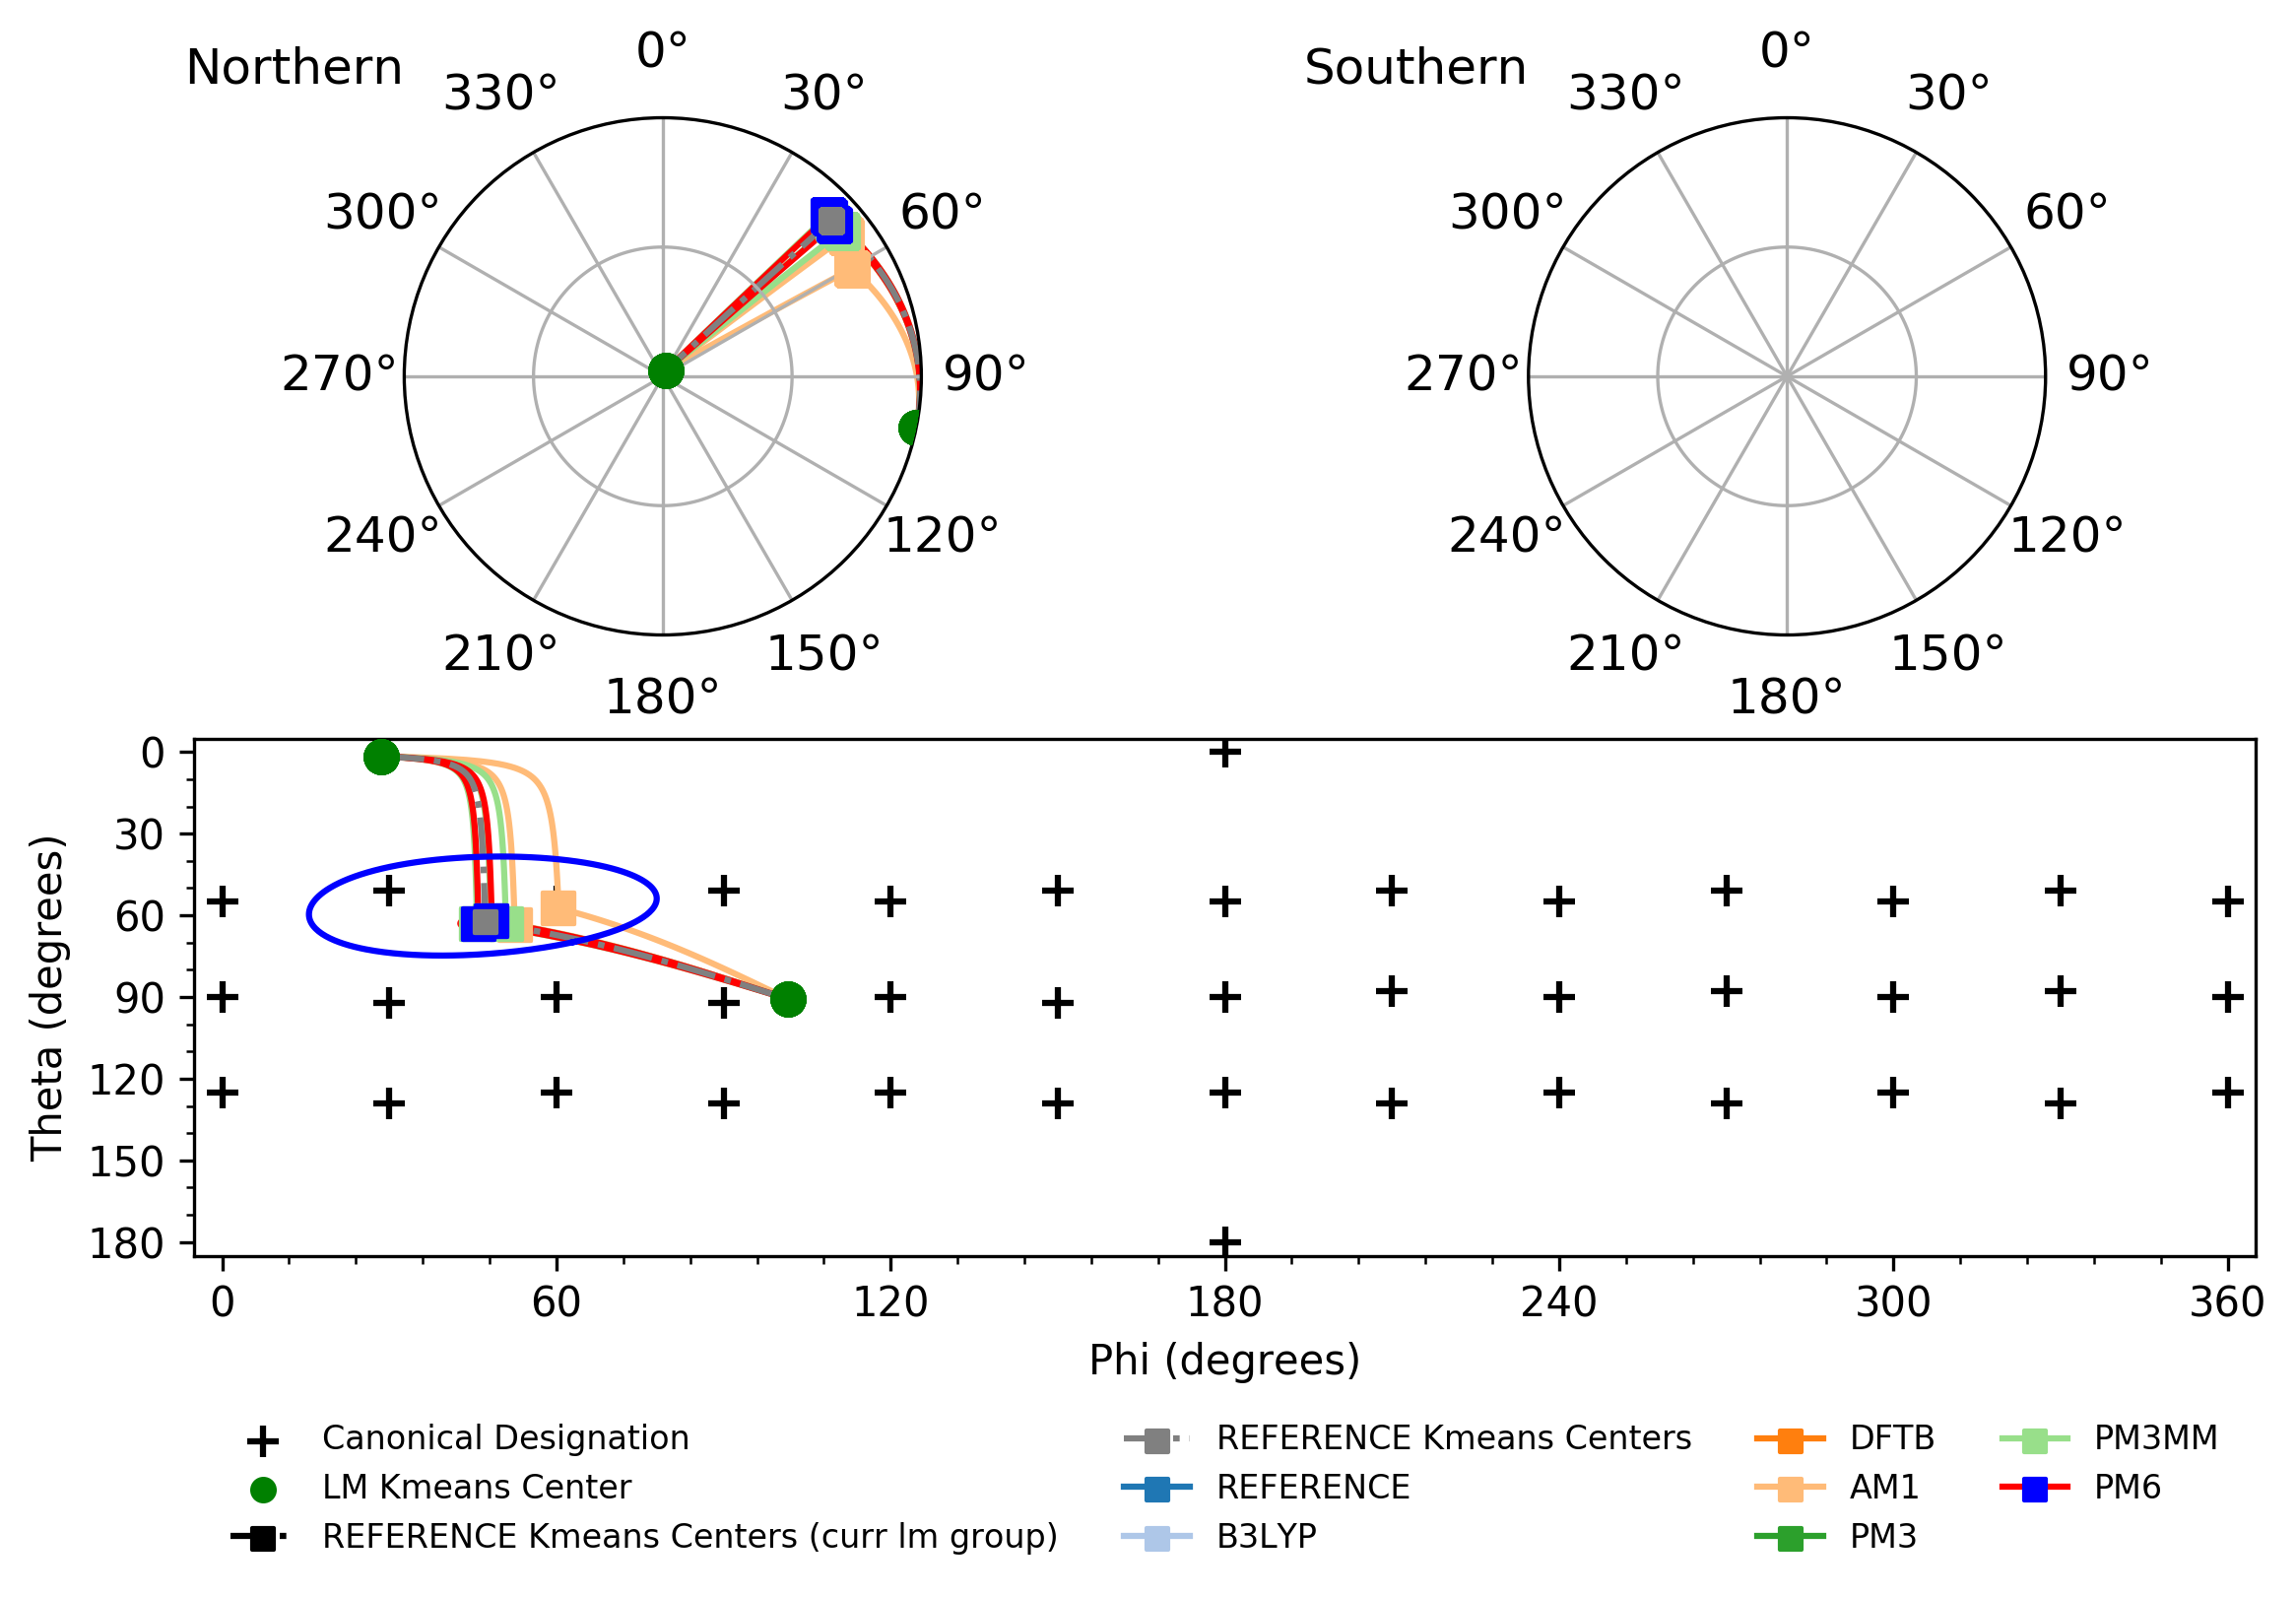 Northern
0°
30°
60°
90°
120°
150°
180°
210°
240°
270°
300°
330°
Southern
0°
30°
60°
90°
120°
150°
180°
210°
240°
270°
300°
330°
Theta (degrees)
0
30
60
90
120
150
180
0 60 120 180 240 300 360
Phi (degrees)
Canonical Designation
LM Kmeans Center
REFERENCE Kmeans Centers (curr lm group)
REFERENCE Kmeans Centers
REFERENCE
B3LYP
DFTB
AM1
PM3
PM3MM
PM6